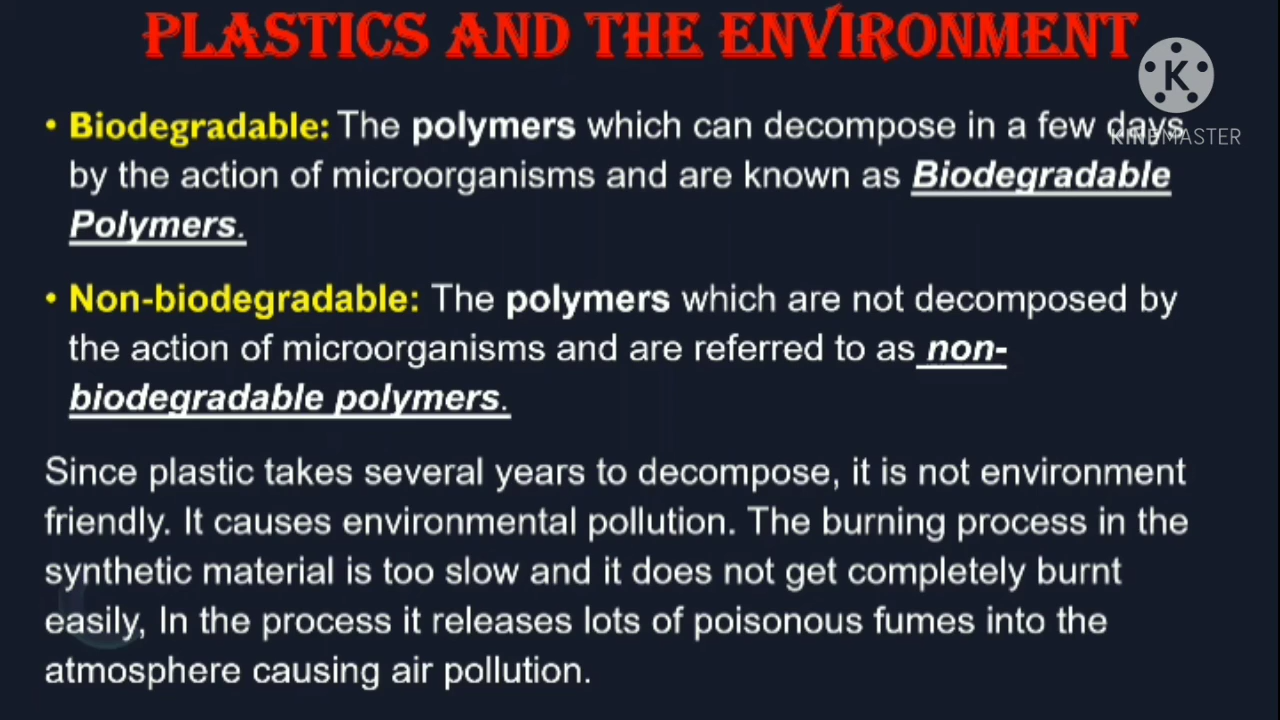 PLASTICS AND THE ENVIRONMENT
K
KINEMASTER
• Biodegradable: The polymers which can decompose in a few days
by the action of microorganisms and are known as Biodegradable
Polymers.
• Non-biodegradable: The polymers which are not decomposed by
the action of microorganisms and are referred to as non-
biodegradable polymers.
Since plastic takes several years to decompose, it is not environment
friendly. It causes environmental pollution. The burning process in the
synthetic material is too slow and it does not get completely burnt
easily, In the process it releases lots of poisonous fumes into the
atmosphere causing air pollution.